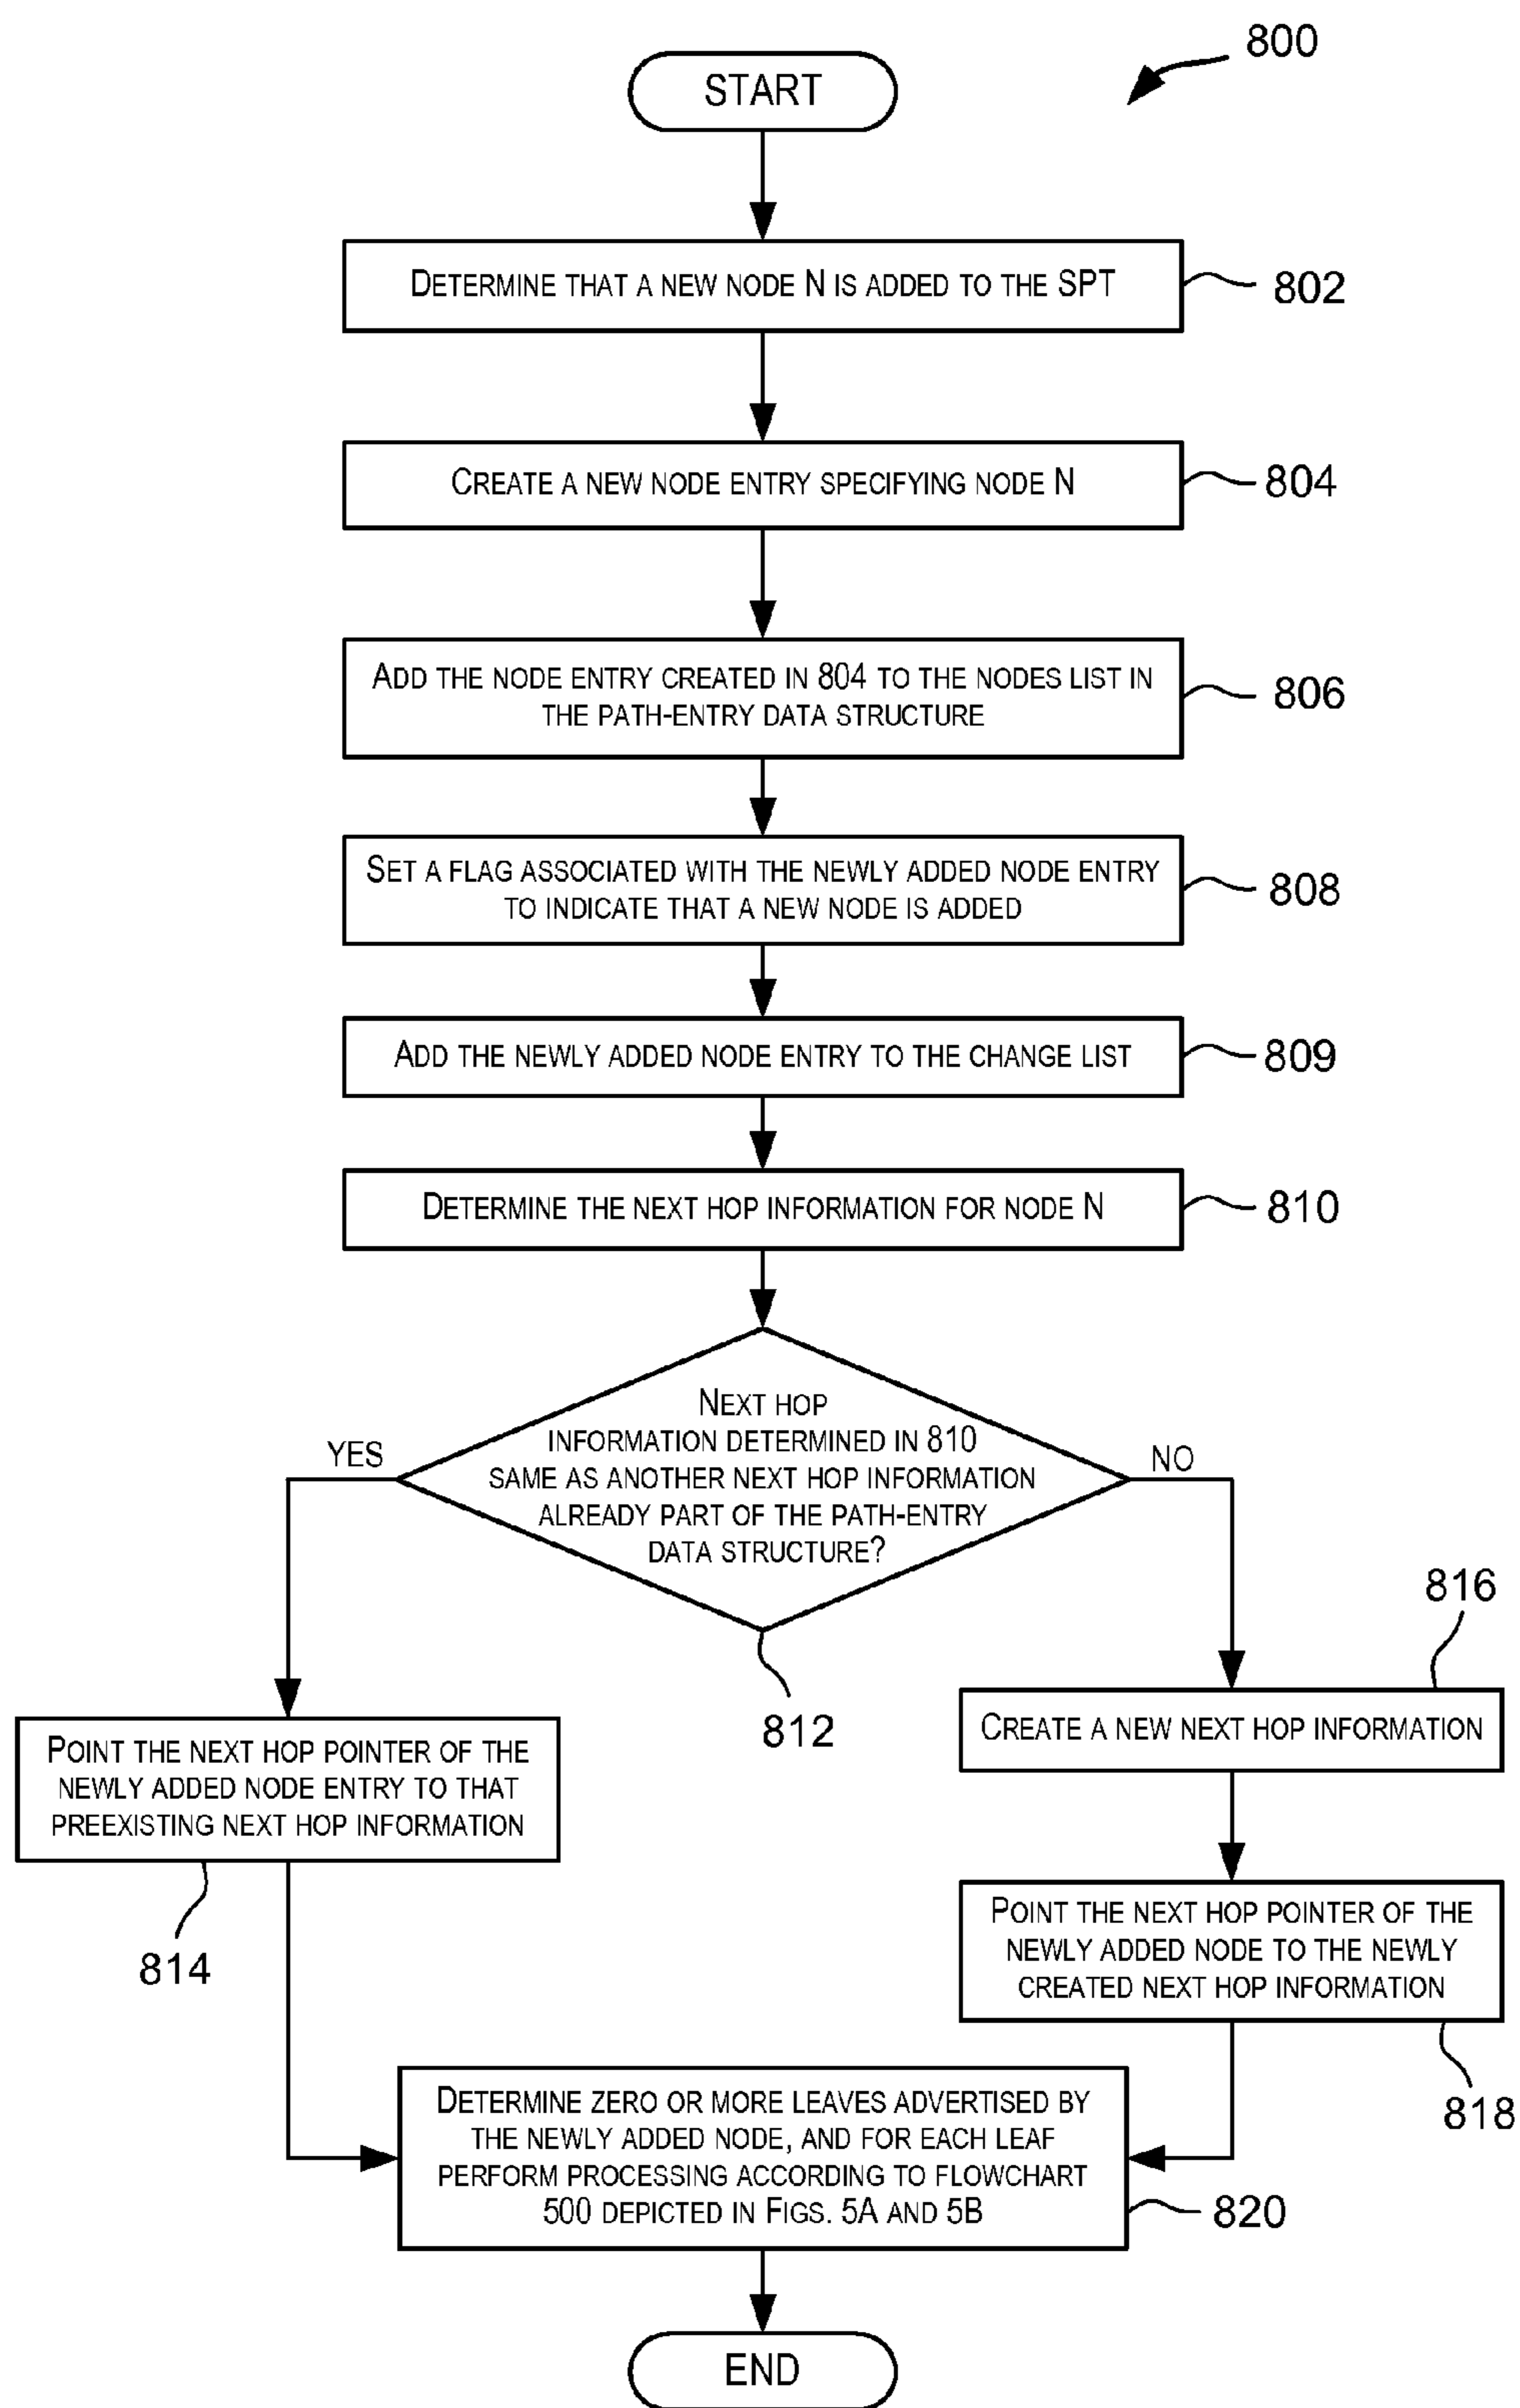 800
START
Determine that a new node N is added to the SPT
802
Create a new node entry specifying node N
804
Add the node entry created in 804 to the nodes list in
the path-entry data structure
806
Set a flag associated with the newly added node entry
to indicate that a new node is added
808
Add the newly added node entry to the change list
809
Determine the next hop information for node N
810
Next hop
information determined in 810
same as another next hop information
already part of the path-entry
data structure?
YES
NO
812
816
Point the next hop pointer of the
newly added node entry to that
preexisting next hop information
814
Create a new next hop information
Point the next hop pointer of the
newly added node to the newly
created next hop information
818
Determine zero or more leaves advertised by
the newly added node, and for each leaf
perform processing according to flowchart
500 depicted in Figs. 5A and 5B
820
END